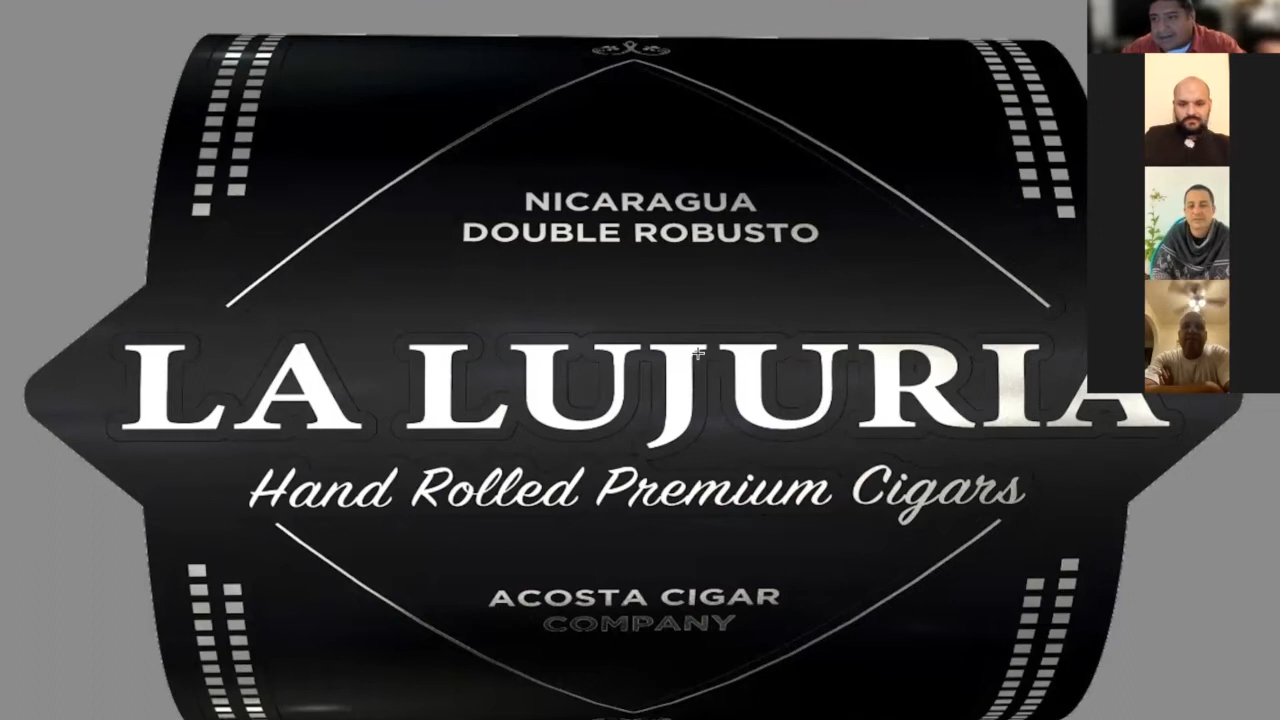 NICARAGUA
DOUBLE ROBUSTO
LA LUJURIA
Hand Rolled Premium Cigars
ACOSTA CIGAR
COMPANY